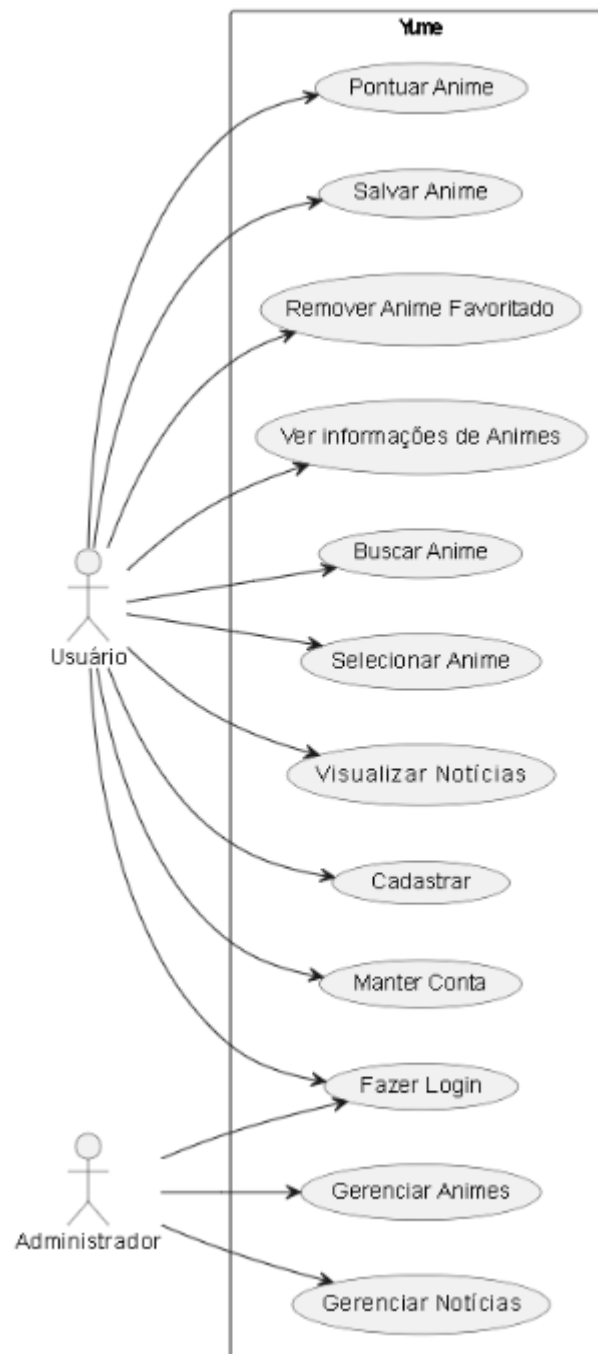 Yume
Pontuar Anime
Salvar Anime
Remover Anime Favoritado
Ver informações de Animes
Buscar Anime
Usuário
Selecionar Anime
Visualizar Notícias
Cadastrar
Manter Conta
Fazer Login
Gerenciar Animes
Administrador
Gerenciar Notícias